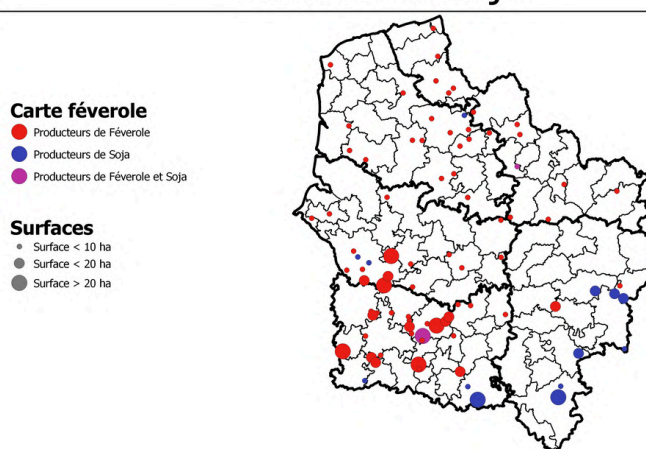 Carte féverole
Producteurs de Féverole
Producteurs de Soja
Producteurs de Féverole et Soja
Surfaces
Surface < 10 ha
Surface < 20 ha
Surface > 20 ha